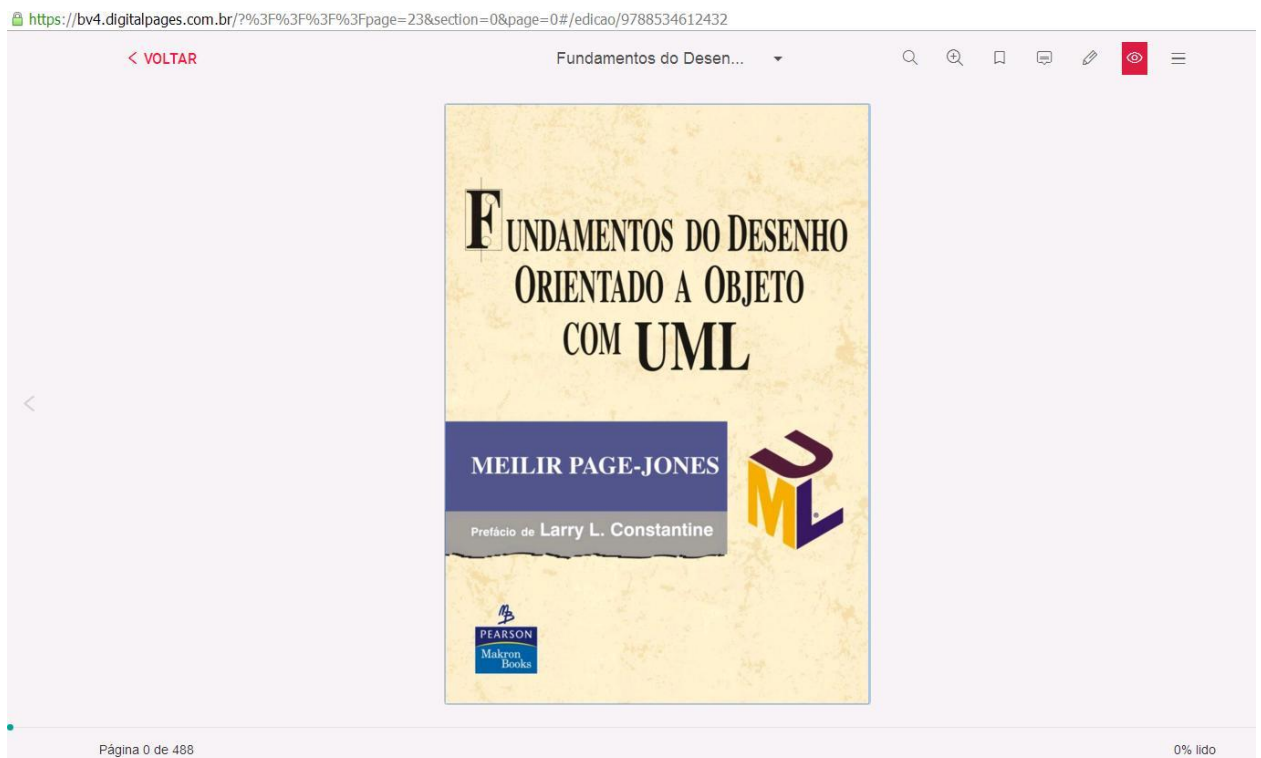 https://bv4.digitalpages.com.br/?%3F%3F%3F%3Fpage=23&section=0&page=0#/edicao/9788534612432
< VOLTAR
Fundamentos do Desen...
FUNDAMENTOS DO DESENHO
ORIENTADO A OBJETO
COM UML
MEILIR PAGE-JONES
UML
Prefácio de Larry L. Constantine
PEARSON
Makron
Books
Página 0 de 488
0% lido